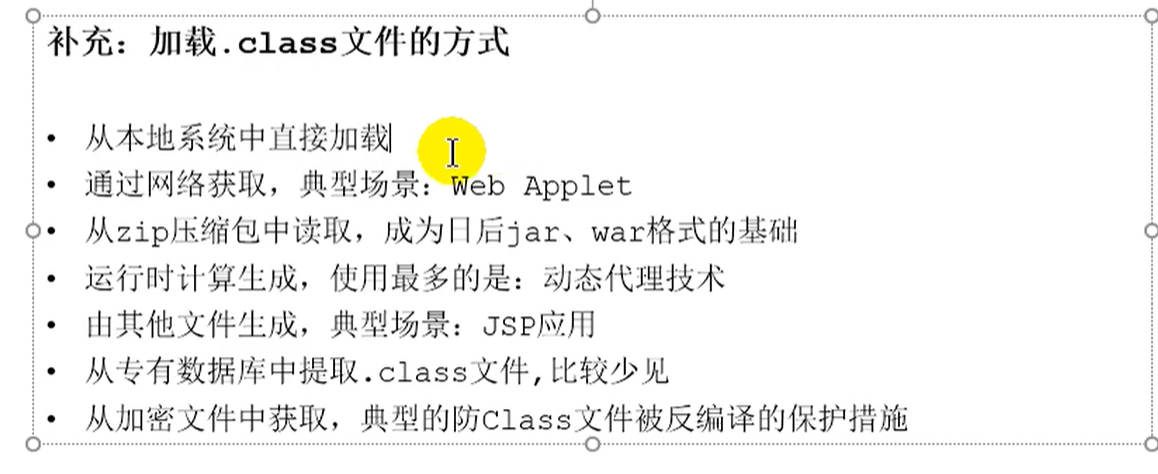 补充：加载.class文件的方式
• 从本地系统中直接加载
• 通过网络获取，典型场景：Web Applet
• 从zip压缩包中读取，成为日后jar、war格式的基础
• 运行时计算生成，使用最多的是：动态代理技术
• 由其他文件生成，典型场景：JSP应用
• 从专有数据库中提取.class文件,比较少见
• 从加密文件中获取，典型的防Class文件被反编译的保护措施